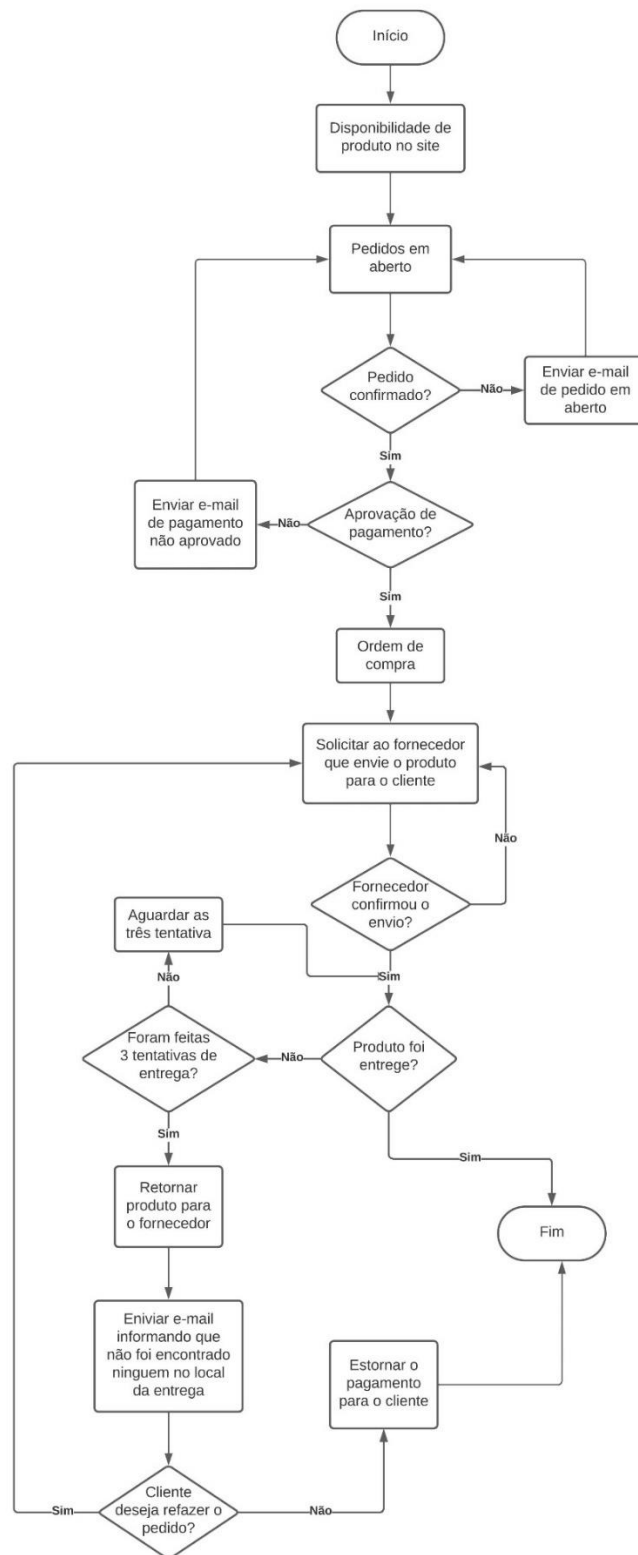 Início
Disponibilidade de
produto no site
Pedidos em
aberto
Pedido
confirmado?
Não
Enviar e-mail
de pedido em
aberto
Sim
Aprovação de
pagamento?
Não
Enviar e-mail
de pagamento
não aprovado
Sim
Ordem de
compra
Solicitar ao fornecedor
que envie o produto
para o cliente
Não
Fornecedor
confirmou o
envio?
Aguardar as
três tentativa
Sim
Não
Foram feitas
3 tentativas de
entrega?
Não
Produto foi
entrege?
Sim
Sim
Retornar
produto para
o fornecedor
Fim
Eniviar e-mail
informando que
não foi encontrado
ninguem no local
da entrega
Estornar o
pagamento
para o cliente
Sim
Cliente
deseja refazer o
pedido?
Não